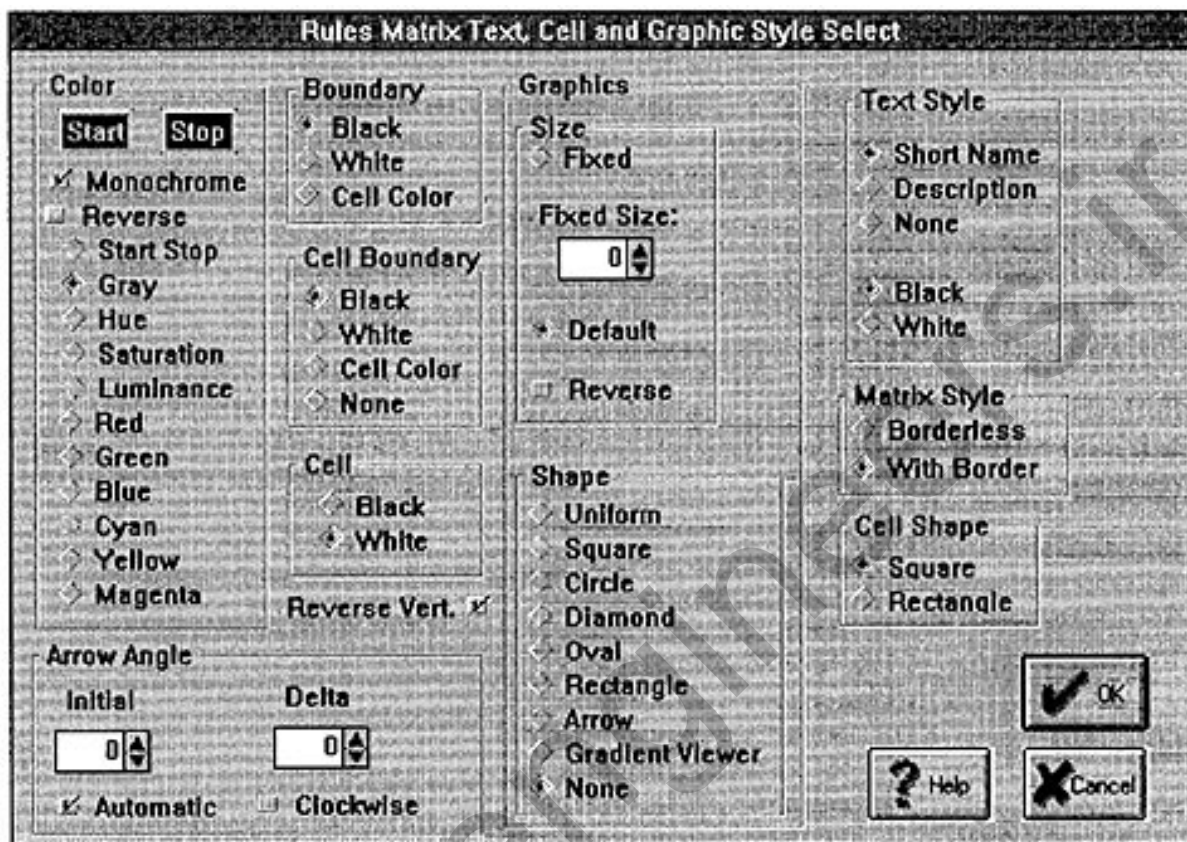 Rules Matrix Text, Cell and Graphic Style Select
Color
Start Stop
Monochrome
Reverse
Start Stop
Gray
Hue
Saturation
Luminance
Red
Green
Blue
Cyan
Yellow
Magenta
Boundary
Black
White
Cell Color
Cell Boundary
Black
White
Cell Color
None
Cell
Black
White
Reverse Vert.
Arrow Angle
Initial Delta
0 0
Automatic Clockwise
Graphics
Size
Fixed
Fixed Size:
0
Default
Reverse
Shape
Uniform
Square
Circle
Diamond
Oval
Rectangle
Arrow
Gradient Viewer
None
Text Style
Short Name
Description
None
Black
White
Matrix Style
Borderless
With Border
Cell Shape
Square
Rectangle
OK
Help
Cancel